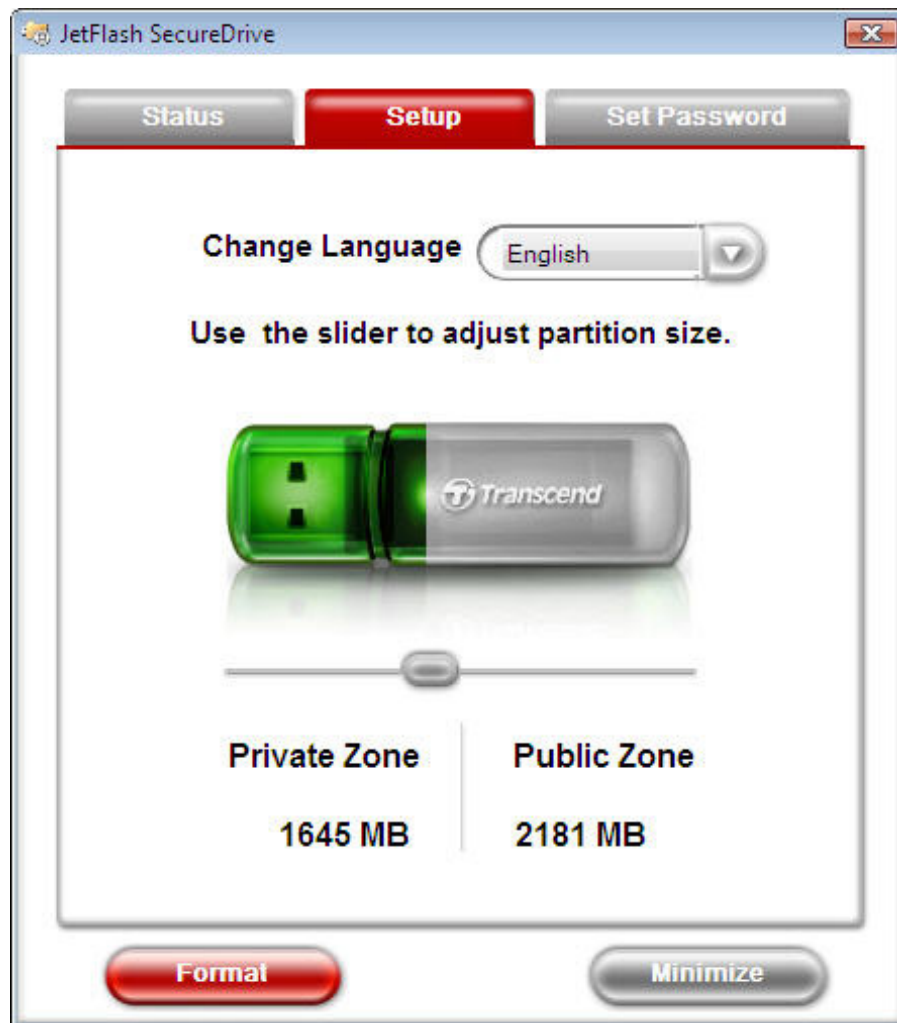 JetFlash SecureDrive
Status Setup Set Password
Change Language English
Use the slider to adjust partition size.
Transcend
Private Zone Public Zone
1645 MB 2181 MB
Format Minimize